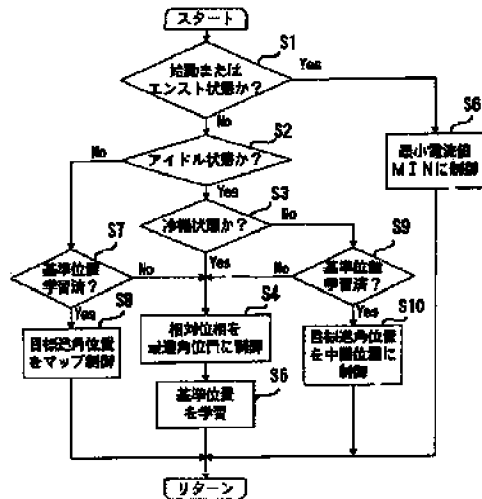 スタート
S1
始動または
エンスト状態か？
Yes
No
S2
アイドル状態か？
No
Yes
S6
最小電流値
MINに制御
S3
冷機状態か？
No
Yes
S7
基準位置
学習済？
No
Yes
S9
基準位置
学習済？
No
Yes
S8
目標進角位置
をマップ制御
S4
相対位相を
に制御
S10
目標進角位置
を中間位置に
制御
S5
基準位置
を学習
リターン